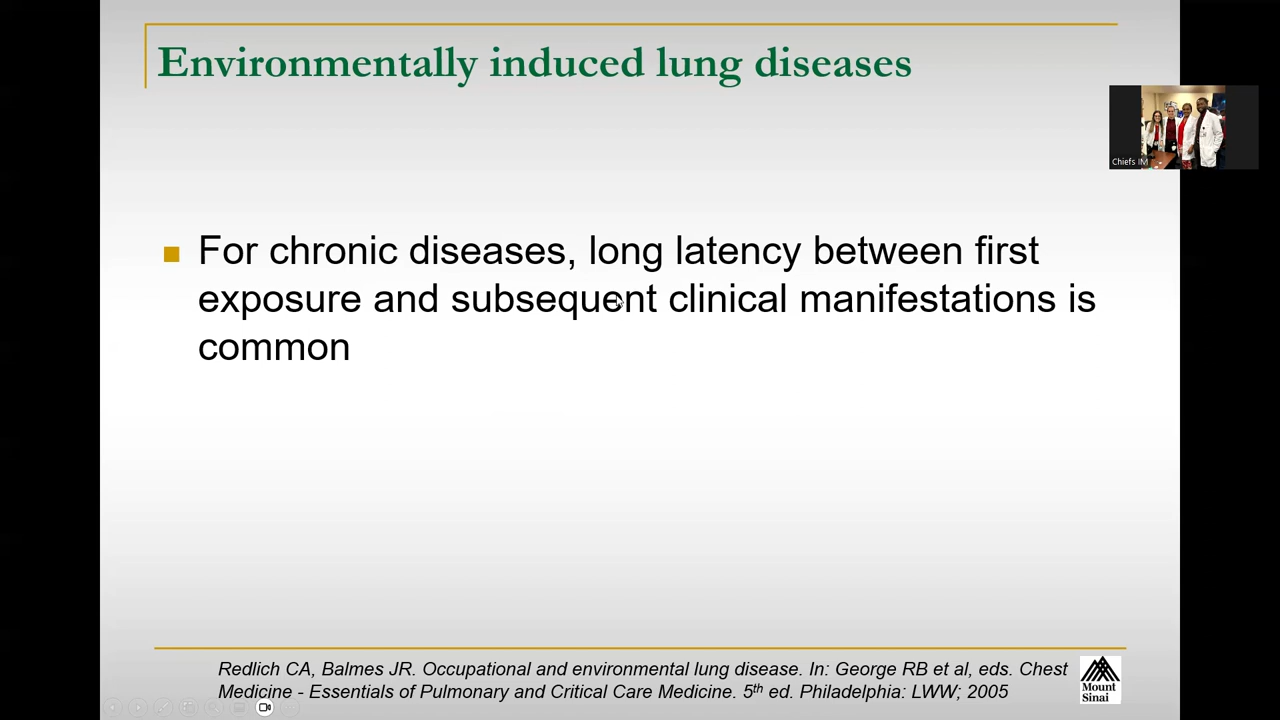 Environmentally induced lung diseases
Chiefs IM
For chronic diseases, long latency between first
exposure and subsequent clinical manifestations is
common
Redlich CA, Balmes JR. Occupational and environmental lung disease. In: George RB et al, eds. Chest
Medicine - Essentials of Pulmonary and Critical Care Medicine. 5th ed. Philadelphia: LWW; 2005
Mount
Sinai